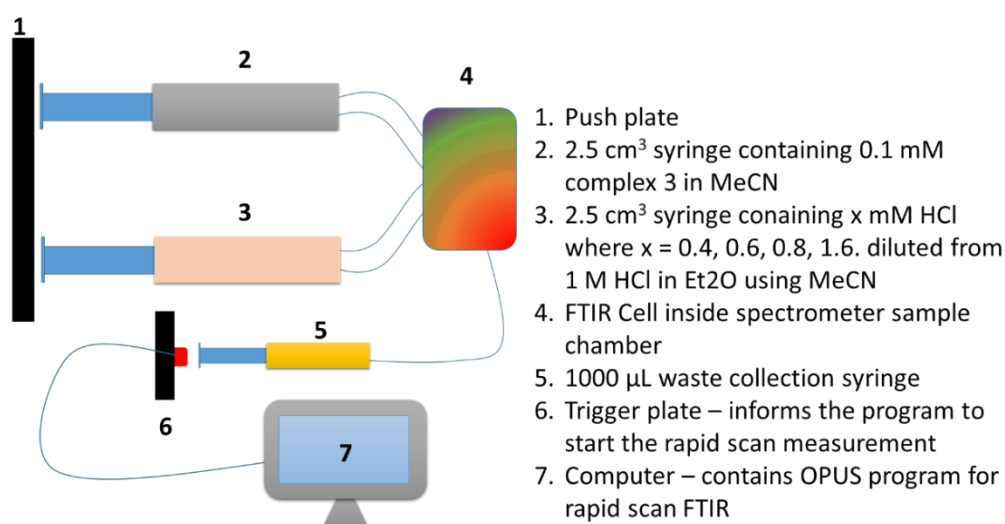 1
2
4
3
5
6
7
1. Push plate
2. 2.5 cm³ syringe containing 0.1 mM
complex 3 in MeCN
3. 2.5 cm³ syringe conaining x mM HCl
where x = 0.4, 0.6, 0.8, 1.6. diluted from
1 M HCl in Et2O using MeCN
4. FTIR Cell inside spectrometer sample
chamber
5. 1000 µL waste collection syringe
6. Trigger plate – informs the program to
start the rapid scan measurement
7. Computer – contains OPUS program for
rapid scan FTIR